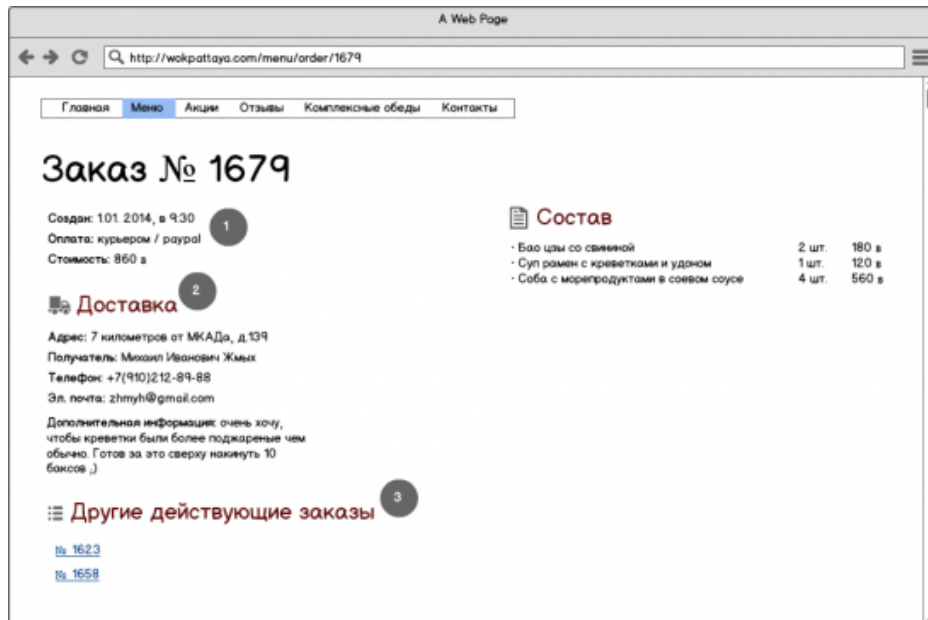 A Web Page
http://wokpattaya.com/menu/order/1679
Главная Меню Акции Отзывы Комплексные обеды Контакты
Заказ № 1679
Создан: 1.01. 2014, в 9:30
Оплата: курьером / paypal
Стоимость: 860 в
1
2
Доставка
Адрес: 7 километров от МКАДа, д.139
Получатель: Михаил Иванович Жмых
Телефон: +7(910)212-89-88
Эл. почта: zhmyh@gmail.com
Дополнительная информация: очень хочу,
чтобы креветки были более поджареные чем
обычно. Готов за это сверху накинуть 10
баксов ;)
3
Другие действующие заказы
№ 1623
№ 1658
Состав
· Бао цзы со свининой 2 шт. 180 в
· Суп рамен с креветками и удоном 1 шт. 120 в
· Соба с морепродуктами в соевом соусе 4 шт. 560 в